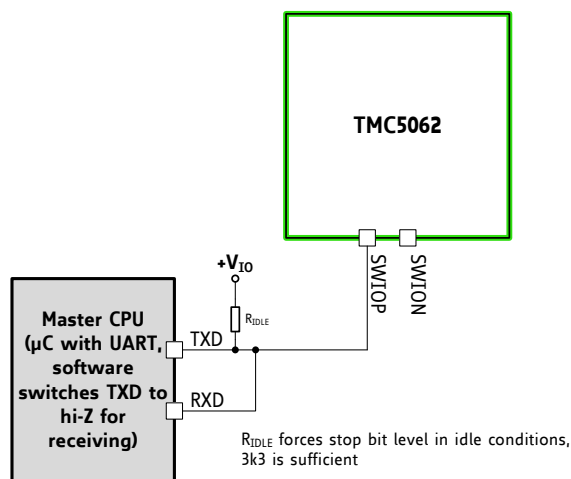 TMC5062
SWIOP
SWION
+VIO
RIDLE
TXD
RXD
Master CPU
(µC with UART,
software
switches TXD to
hi-Z for
receiving)
RIDLE forces stop bit level in idle conditions,
3k3 is sufficient